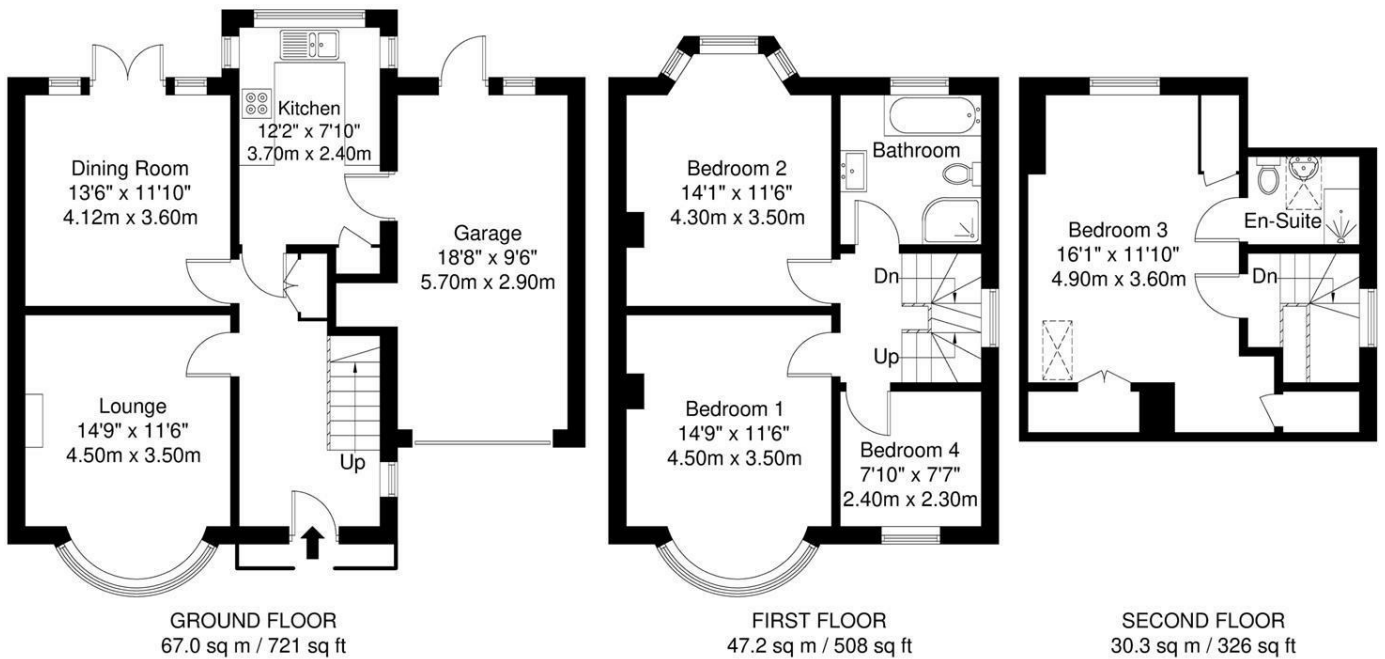 Kitchen
12'2" x 7'10"
3.70m x 2.40m
Dining Room
13'6" x 11'10"
4.12m x 3.60m
Garage
18'8" x 9'6"
5.70m x 2.90m
Lounge
14'9" x 11'6"
4.50m x 3.50m
Up
GROUND FLOOR
67.0 sq m / 721 sq ft
Bathroom
Bedroom 2
14'1" x 11'6"
4.30m x 3.50m
Dn
Up
Bedroom 1
14'9" x 11'6"
4.50m x 3.50m
Bedroom 4
7'10" x 7'7"
2.40m x 2.30m
FIRST FLOOR
47.2 sq m / 508 sq ft
En-Suite
Bedroom 3
16'1" x 11'10"
4.90m x 3.60m
Dn
SECOND FLOOR
30.3 sq m / 326 sq ft